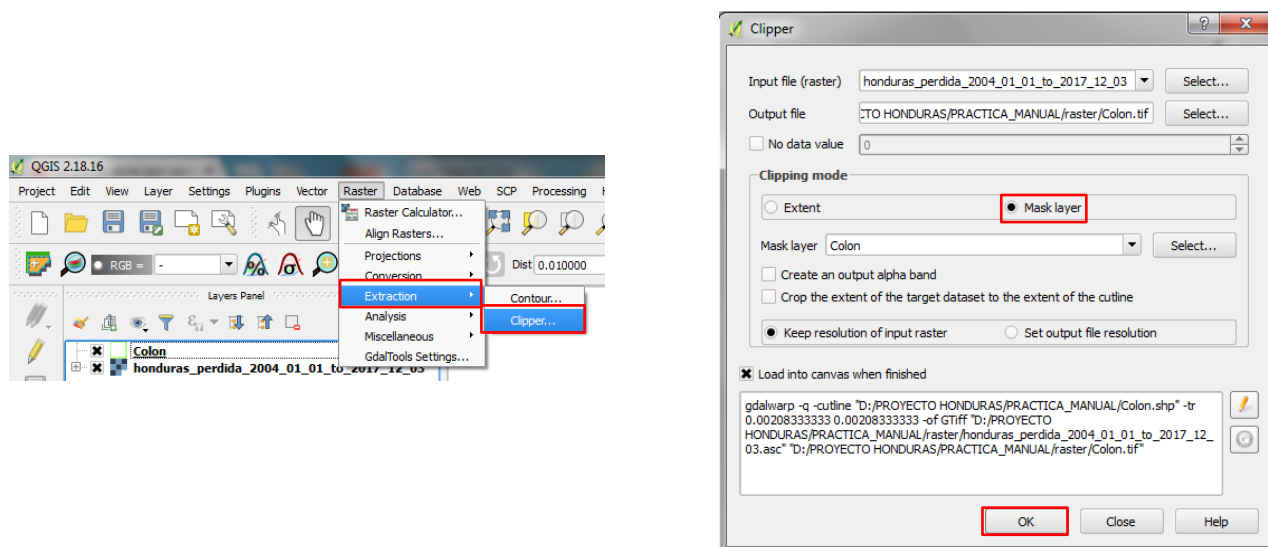 QGIS 2.18.16
Project Edit View Layer Settings Plugins Vector Raster Database Web SCP Processing
Raster Calculator...
Align Rasters...
Projections
Conversion
Extraction
Analysis
Miscellaneous
GdalTools Settings...
Contour...
Clipper...
RGB = -
Dist 0.010000
Layers Panel
Colon
honduras_perdida_2004_01_01_to_2017_12_03
Clipper
Input file (raster) honduras_perdida_2004_01_01_to_2017_12_03 Select...
Output file :TO HONDURAS/PRACTICA_MANUAL/raster/Colon.tif Select...
No data value 0
Clipping mode
Extent Mask layer
Mask layer Colon Select...
Create an output alpha band
Crop the extent of the target dataset to the extent of the cutline
Keep resolution of input raster Set output file resolution
Load into canvas when finished
gdalwarp -q -cutline "D:/PROYECTO HONDURAS/PRACTICA_MANUAL/Colon.shp" -tr
0.00208333333 0.00208333333 -of GTiff "D:/PROYECTO
HONDURAS/PRACTICA_MANUAL/raster/honduras_perdida_2004_01_01_to_2017_12_
03.asc" "D:/PROYECTO HONDURAS/PRACTICA_MANUAL/raster/Colon.tif"
OK Close Help